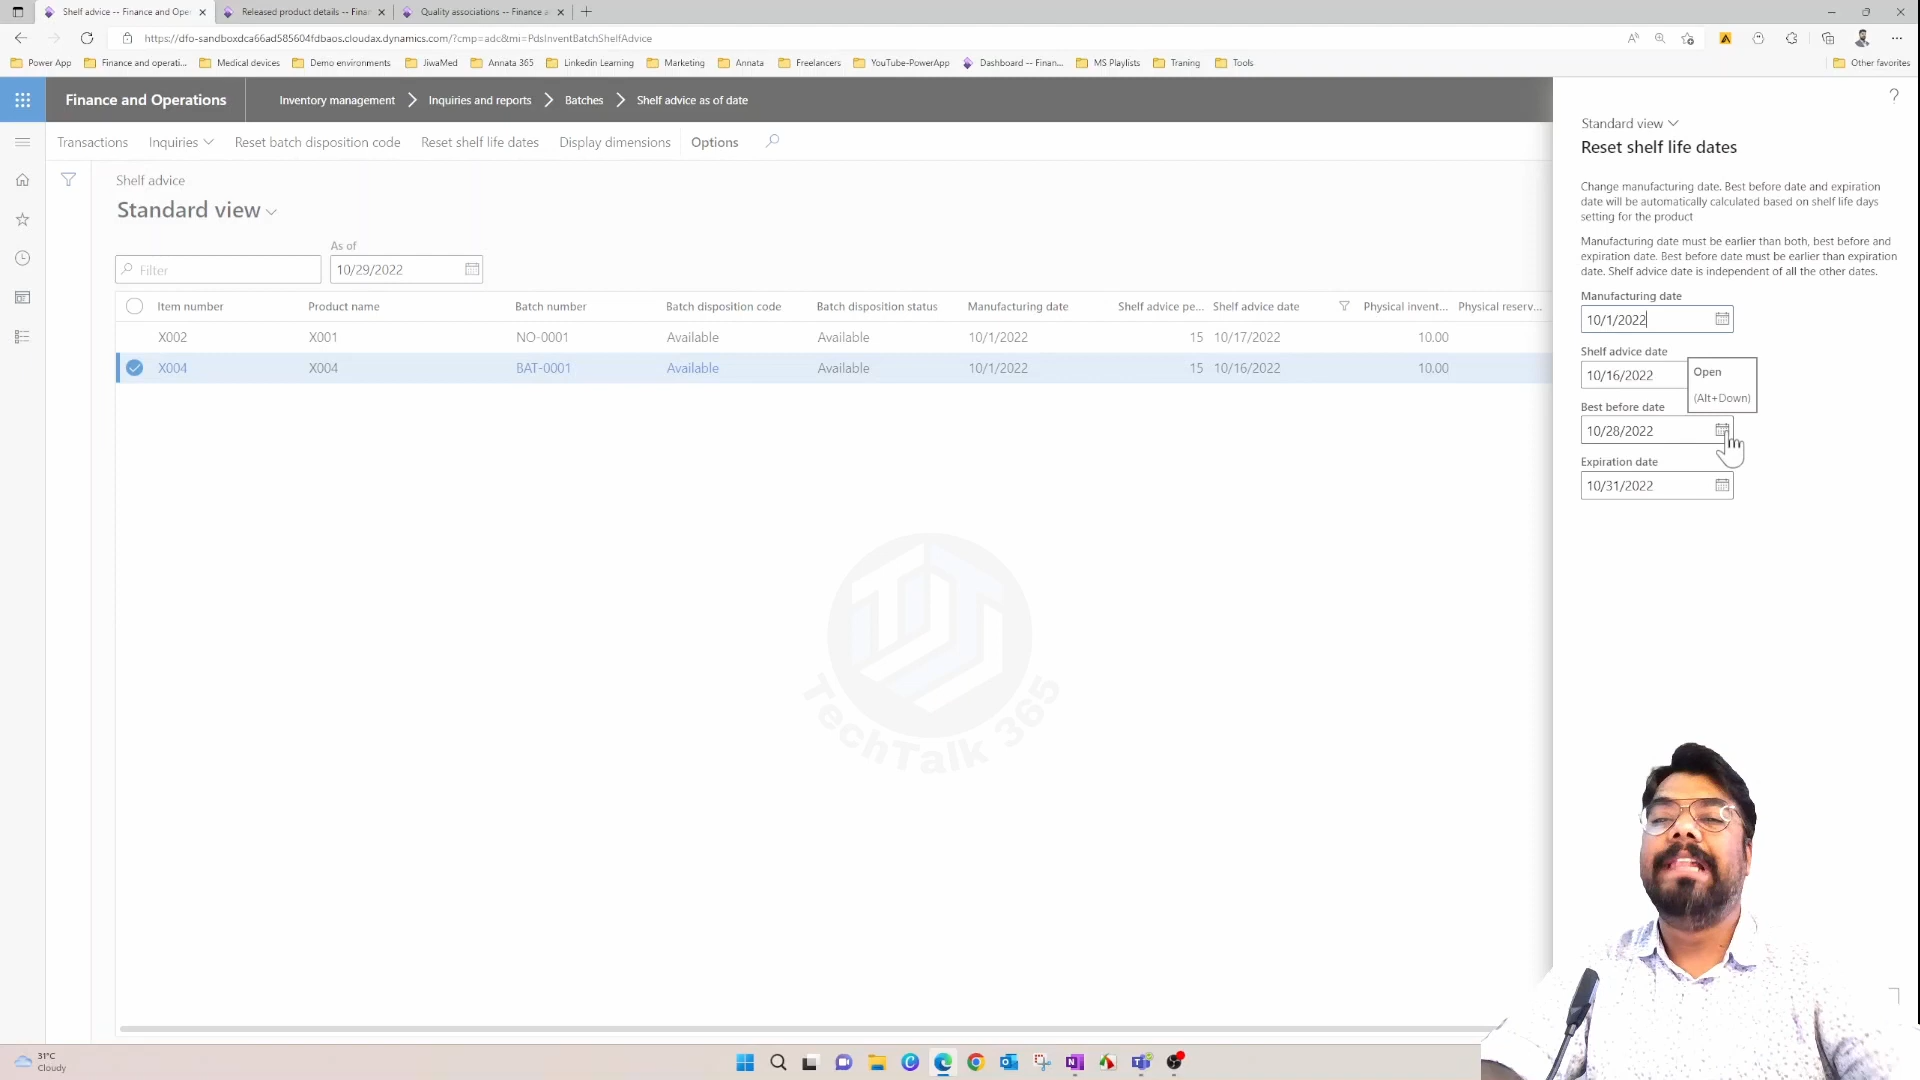 Shelf advice -- Finance and Ope
Released product details -- Finan
Quality associations -- Finance a
https://dfo-sandboxdca66ad585604fdbaos.cloudax.dynamics.com/?cmp=adc&mi=PdsInventBatchShelfAdvice
Power App
Finance and operati...
Medical devices
Demo environments
JiwaMed
Annata 365
Linkedin Learning
Marketing
Annata
Freelancers
YouTube-PowerApp
Dashboard -- Finan...
MS Playlists
Traning
Tools
Other favorites
Finance and Operations
Inventory management
Inquiries and reports
Batches
Shelf advice as of date
?
Transactions
Inquiries
Reset batch disposition code
Reset shelf life dates
Display dimensions
Options
Shelf advice
Standard view
As of
Filter
10/29/2022
Item number Product name Batch number Batch disposition code Batch disposition status Manufacturing date Shelf advice pe... Shelf advice date Physical invent... Physical reserv...
X002 X001 NO-0001 Available Available 10/1/2022 15 10/17/2022 10.00
X004 X004 BAT-0001 Available Available 10/1/2022 15 10/16/2022 10.00
TechTalk 365
Standard view
Reset shelf life dates
Change manufacturing date. Best before date and expiration
date will be automatically calculated based on shelf life days
setting for the product
Manufacturing date must be earlier than both, best before and
expiration date. Best before date must be earlier than expiration
date. Shelf advice date is independent of all the other dates.
Manufacturing date
10/1/2022
Shelf advice date
10/16/2022
Open
(Alt+Down)
Best before date
10/28/2022
Expiration date
10/31/2022
31°C
Cloudy